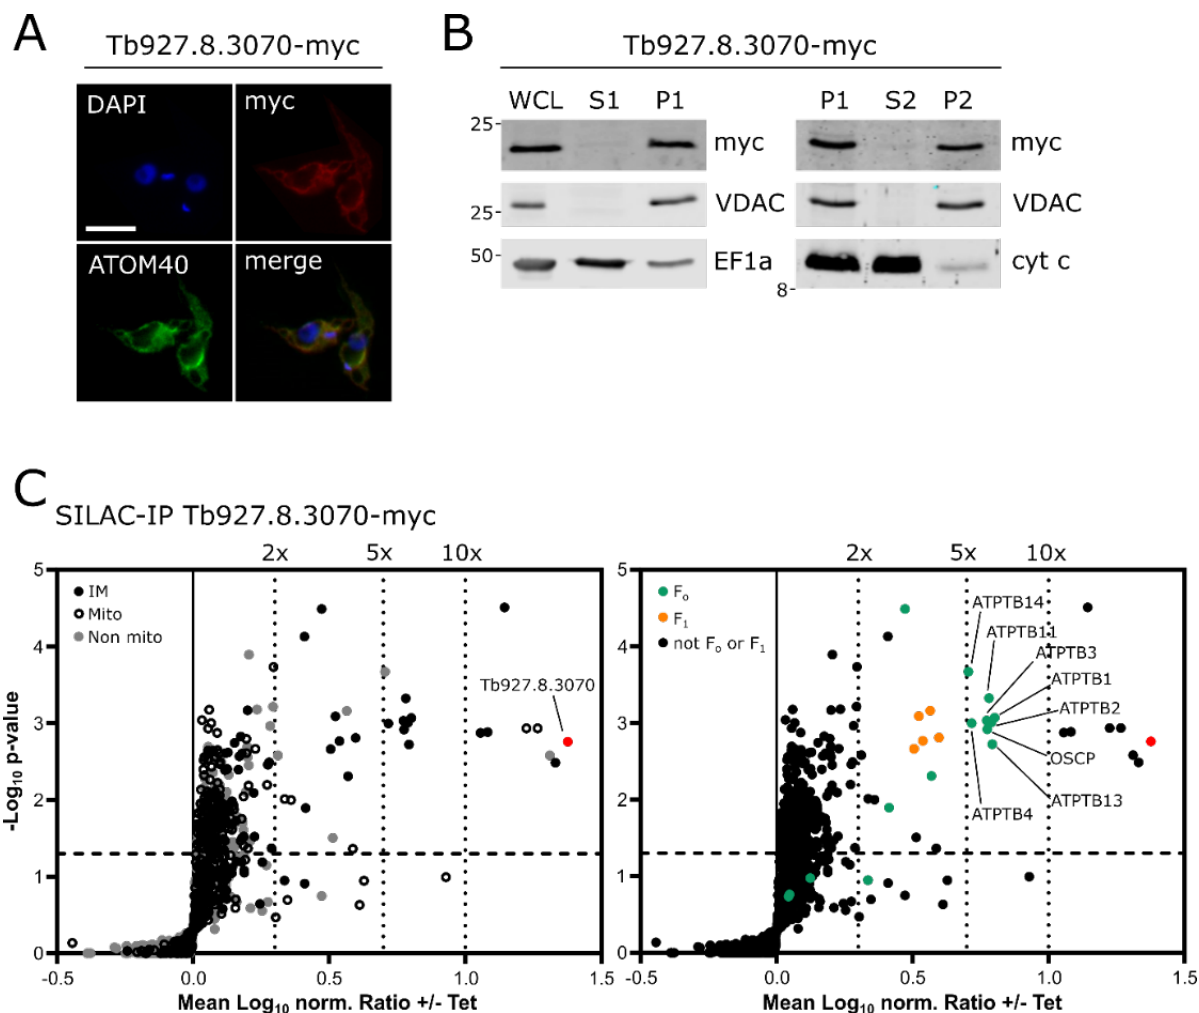 A
Tb927.8.3070-myc
DAPI
myc
ATOM40
merge
B
Tb927.8.3070-myc
WCL S1 P1
P1 S2 P2
25-
myc
myc
25-
VDAC
VDAC
50-
EF1a
cyt c
8-
C
SILAC-IP Tb927.8.3070-myc
2x 5x 10x
5
4
3
2
1
0
IM
Mito
Non mito
Tb927.8.3070
-Log10 p-value
-0.5 0.0 0.5 1.0 1.5
Mean Log10 norm. Ratio +/- Tet
2x 5x 10x
5
4
3
2
1
0
Fo
F1
not Fo or F1
ATPTB14
ATPTB11
ATPTB3
ATPTB1
ATPTB2
OSCP
ATPTB13
ATPTB4
-0.5 0.0 0.5 1.0 1.5
Mean Log10 norm. Ratio +/- Tet